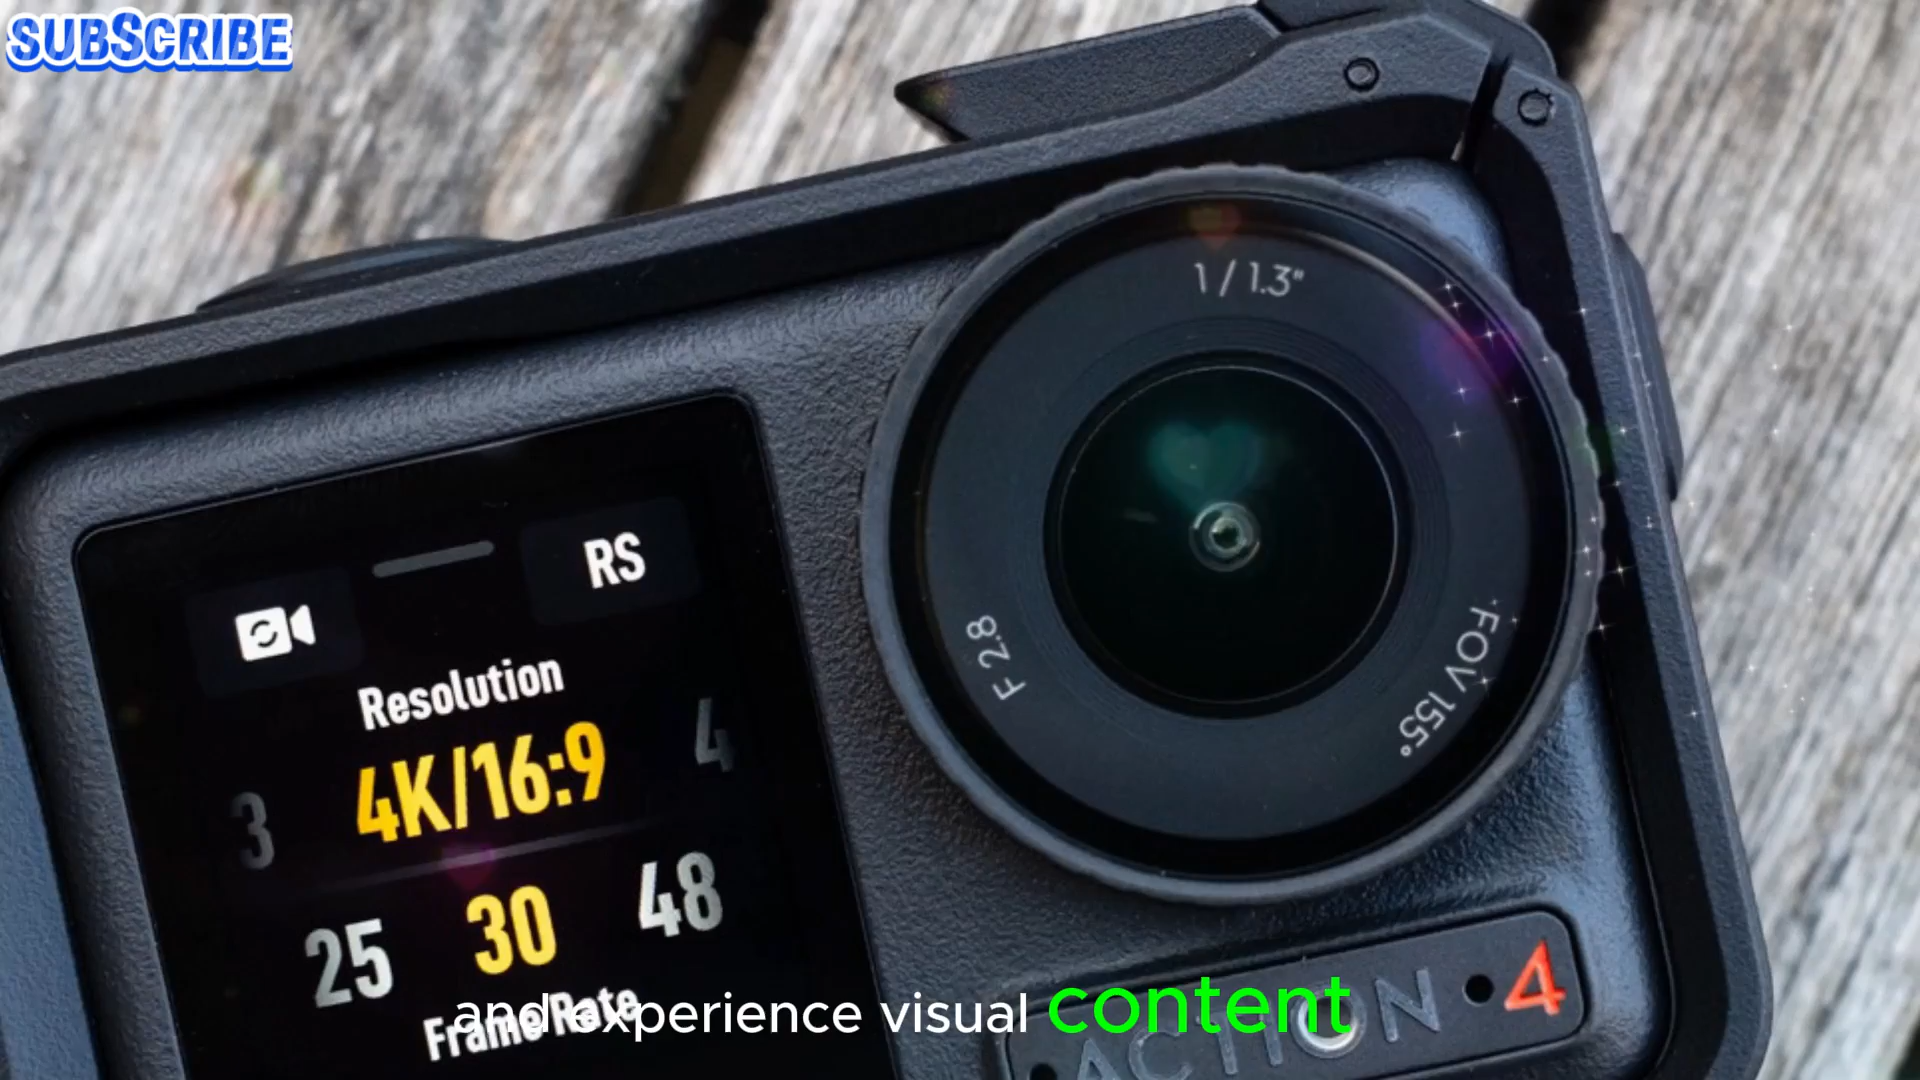 SUBSCRIBE
1/1.3"
RS
Resolution
3 4K/16:9 4
F 2.8
FOV 155°
25 30 48
Frame Rate
and experience visual content
ACTION 4